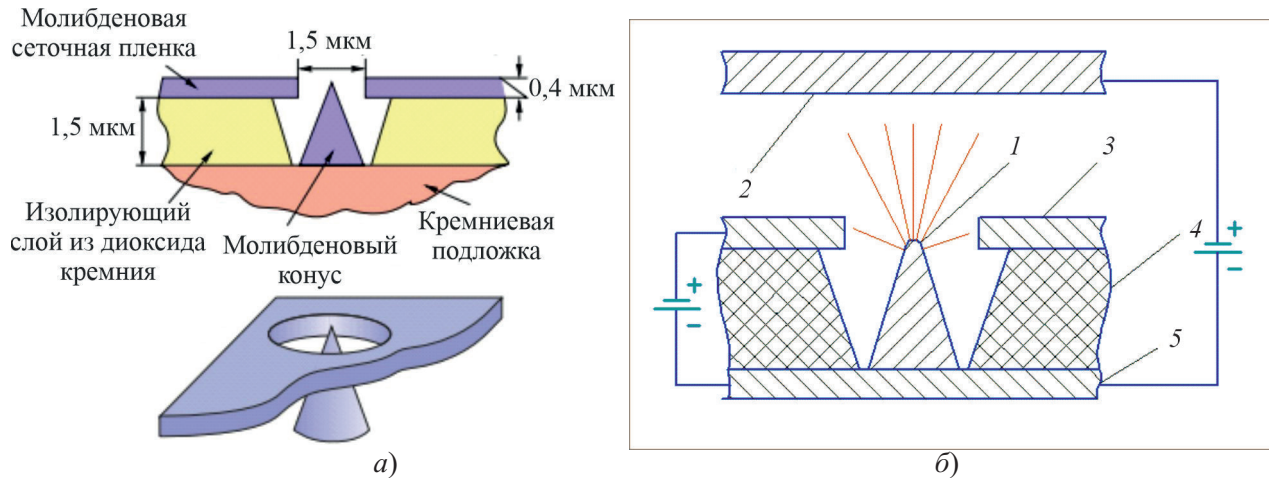 Молибденовая
сеточная пленка
1,5 мкм
0,4 мкм
1,5 мкм
Изолирующий
слой из диоксида
кремния
Молибденовый
конус
Кремниевая
подложка
а)
1
2
3
4
5
+
−
+
−
б)